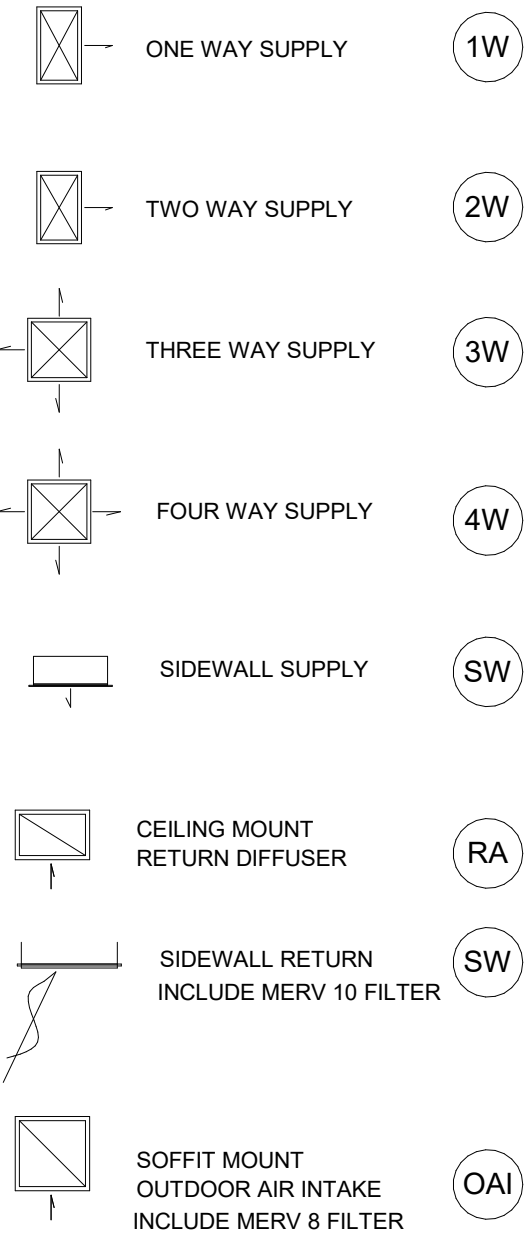 ONE WAY SUPPLY 1W
TWO WAY SUPPLY 2W
THREE WAY SUPPLY 3W
FOUR WAY SUPPLY 4W
SIDEWALL SUPPLY SW
CEILING MOUNT
RETURN DIFFUSER
RA
SIDEWALL RETURN
INCLUDE MERV 10 FILTER
SW
SOFFIT MOUNT
OUTDOOR AIR INTAKE
INCLUDE MERV 8 FILTER
OAI